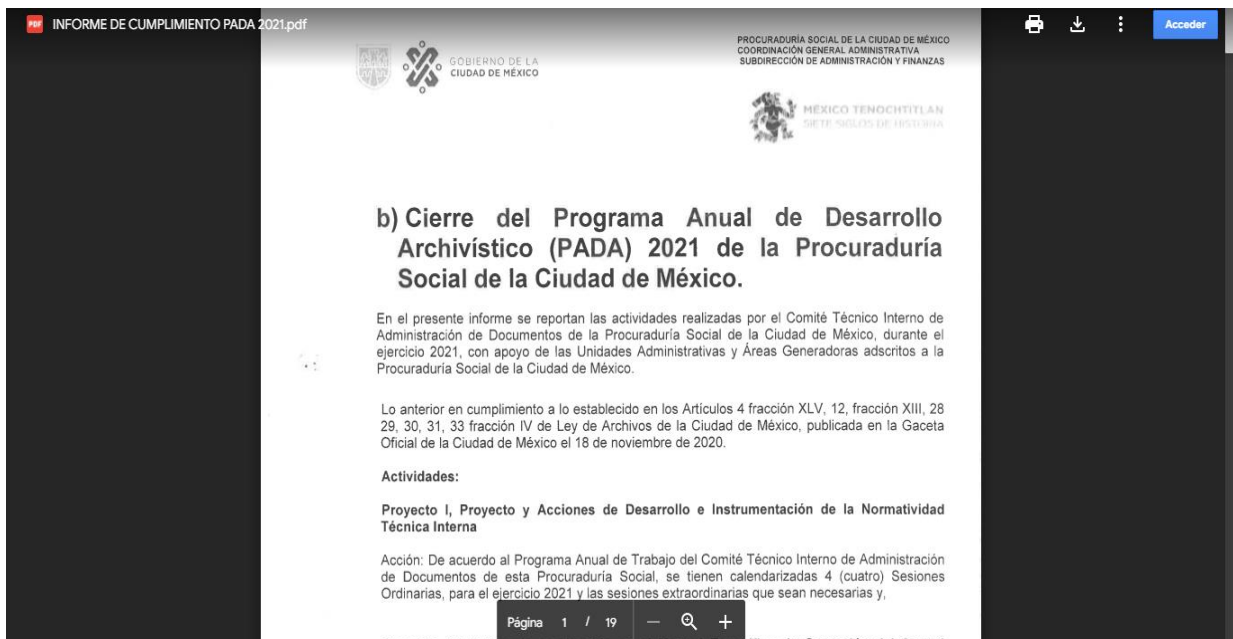 PDF INFORME DE CUMPLIMIENTO PADA 2021.pdf
Acceder
GOBIERNO DE LA
CIUDAD DE MÉXICO
PROCURADURÍA SOCIAL DE LA CIUDAD DE MÉXICO
COORDINACIÓN GENERAL ADMINISTRATIVA
SUBDIRECCIÓN DE ADMINISTRACIÓN Y FINANZAS
MÉXICO TENOCHTITLAN
SIETE SIGLOS DE HISTORIA
b) Cierre del Programa Anual de Desarrollo
Archivístico (PADA) 2021 de la Procuraduría
Social de la Ciudad de México.
En el presente informe se reportan las actividades realizadas por el Comité Técnico Interno de
Administración de Documentos de la Procuraduría Social de la Ciudad de México, durante el
ejercicio 2021, con apoyo de las Unidades Administrativas y Áreas Generadoras adscritos a la
Procuraduría Social de la Ciudad de México.
Lo anterior en cumplimiento a lo establecido en los Artículos 4 fracción XLV, 12, fracción XIII, 28
29, 30, 31, 33 fracción IV de Ley de Archivos de la Ciudad de México, publicada en la Gaceta
Oficial de la Ciudad de México el 18 de noviembre de 2020.
Actividades:
Proyecto I, Proyecto y Acciones de Desarrollo e Instrumentación de la Normatividad
Técnica Interna
Acción: De acuerdo al Programa Anual de Trabajo del Comité Técnico Interno de Administración
de Documentos de esta Procuraduría Social, se tienen calendarizadas 4 (cuatro) Sesiones
Ordinarias, para el ejercicio 2021 y las sesiones extraordinarias que sean necesarias y,
Página 1 / 19